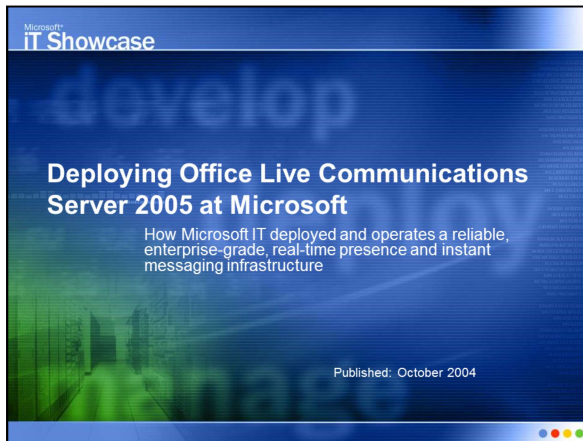 Microsoft®
iT Showcase
develop
Deploying Office Live Communications
Server 2005 at Microsoft
How Microsoft IT deployed and operates a reliable,
enterprise-grade, real-time presence and instant
messaging infrastructure
Published: October 2004
manage